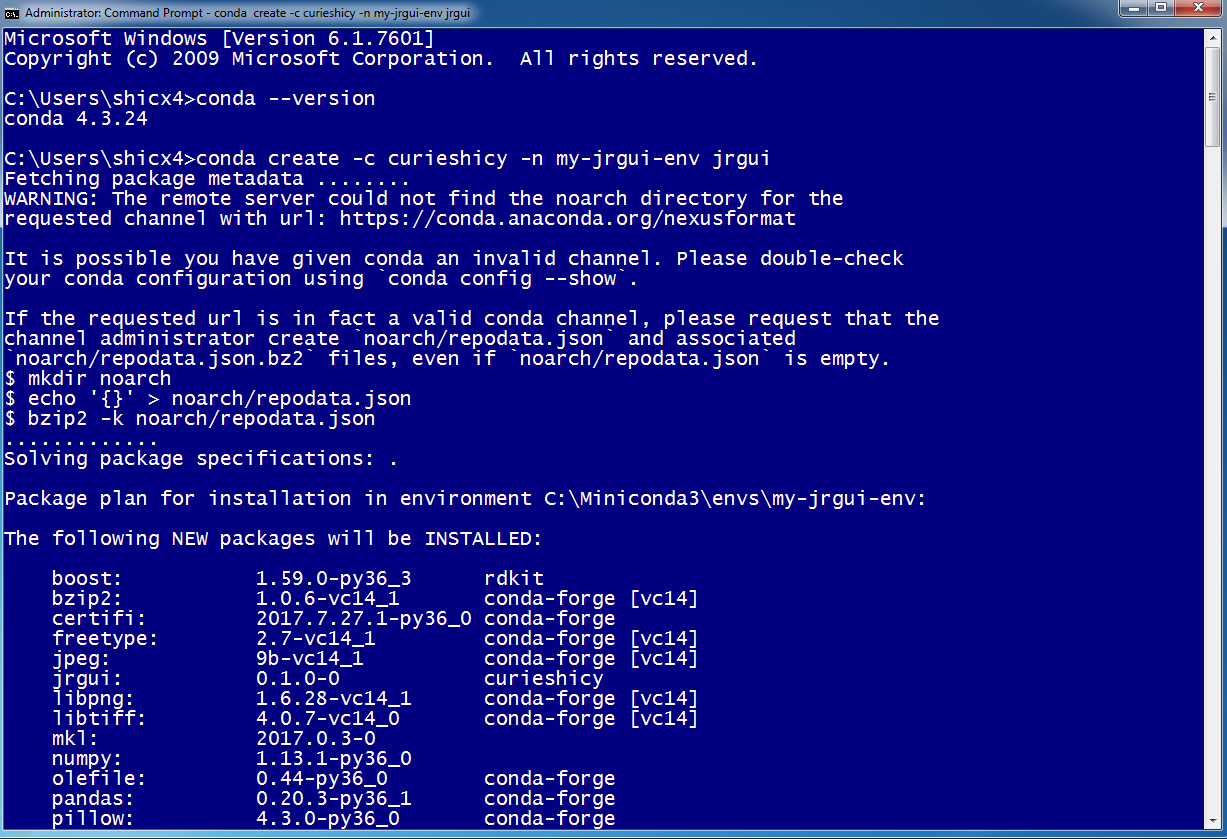 Administrator: Command Prompt - conda  create -c curieshicy -n my-jrgui-env jrgui
Microsoft Windows [Version 6.1.7601]
Copyright (c) 2009 Microsoft Corporation.  All rights reserved.
C:\Users\shicx4>conda --version
conda 4.3.24
C:\Users\shicx4>conda create -c curieshicy -n my-jrgui-env jrgui
Fetching package metadata ........
WARNING: The remote server could not find the noarch directory for the
requested channel with url: https://conda.anaconda.org/nexusformat
It is possible you have given conda an invalid channel. Please double-check
your conda configuration using `conda config --show`.
If the requested url is in fact a valid conda channel, please request that the
channel administrator create `noarch/repodata.json` and associated
`noarch/repodata.json.bz2` files, even if `noarch/repodata.json` is empty.
$ mkdir noarch
$ echo '{}' > noarch/repodata.json
$ bzip2 -k noarch/repodata.json
.............
Solving package specifications: .
Package plan for installation in environment C:\Miniconda3\envs\my-jrgui-env:
The following NEW packages will be INSTALLED:
boost:           1.59.0-py36_3      rdkit
bzip2:           1.0.6-vc14_1       conda-forge [vc14]
certifi:         2017.7.27.1-py36_0 conda-forge
freetype:        2.7-vc14_1         conda-forge [vc14]
jpeg:            9b-vc14_1          conda-forge [vc14]
jrgui:           0.1.0-0            curieshicy
libpng:          1.6.28-vc14_1      conda-forge [vc14]
libtiff:         4.0.7-vc14_0       conda-forge [vc14]
mkl:             2017.0.3-0
numpy:           1.13.1-py36_0
olefile:         0.44-py36_0        conda-forge
pandas:          0.20.3-py36_1      conda-forge
pillow:          4.3.0-py36_0       conda-forge